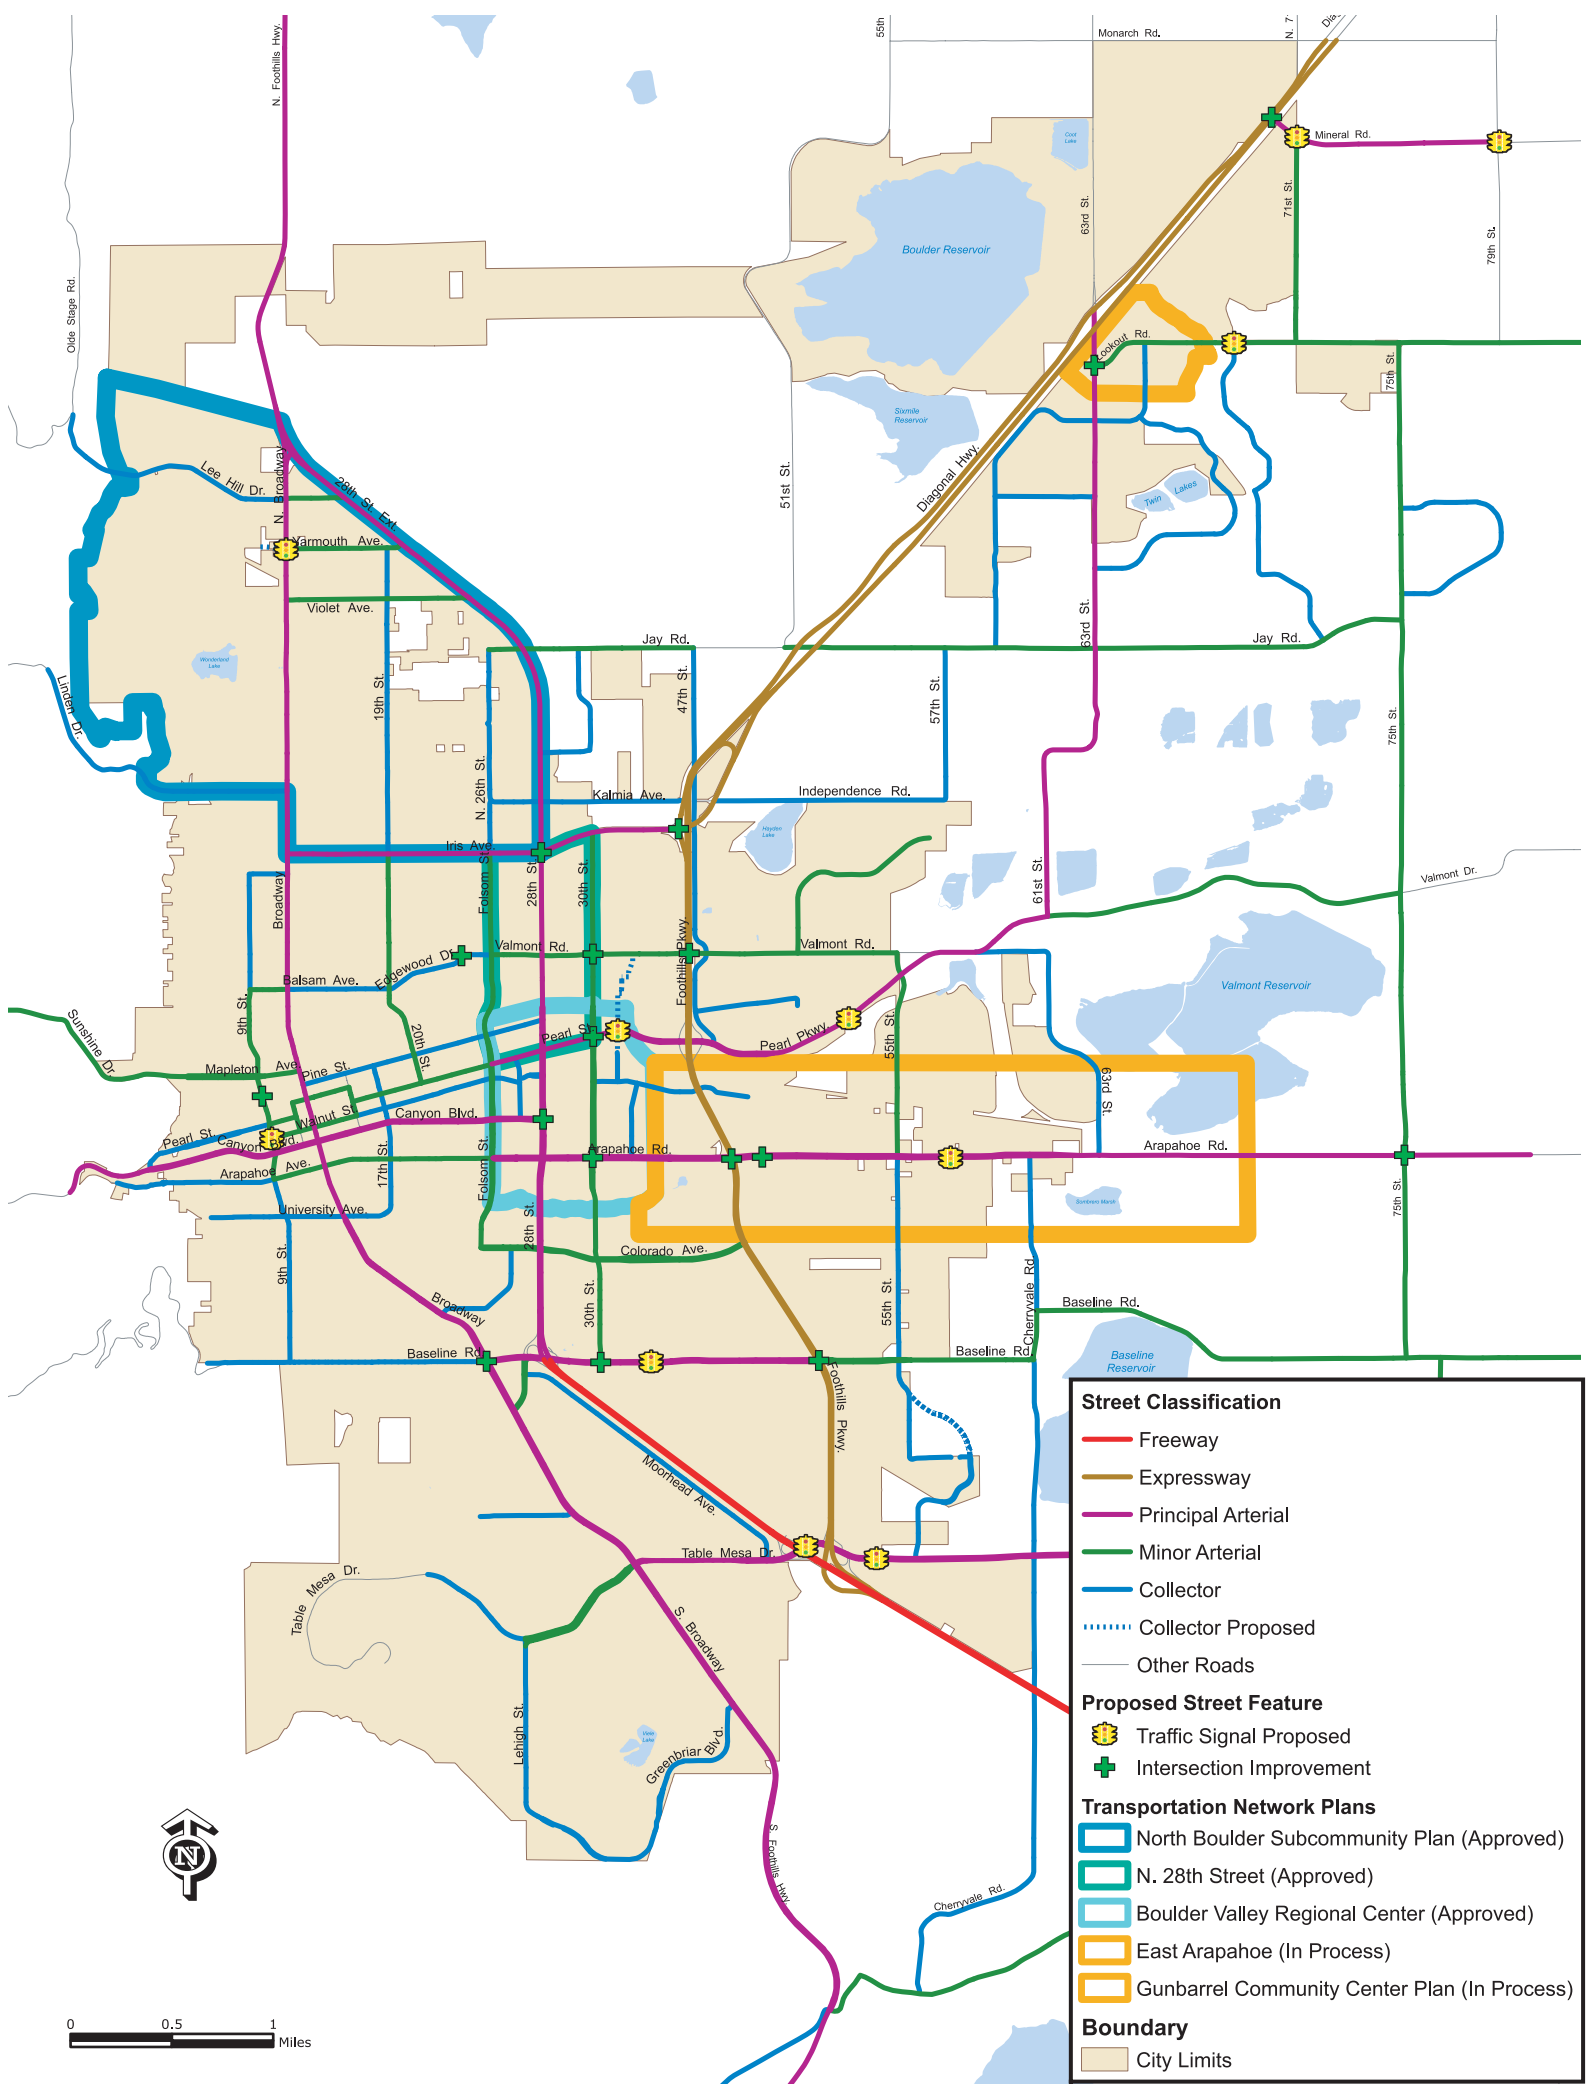 N. Foothills Hwy.
55th
Monarch Rd.
N. 7
Coot
Lake
Mineral Rd.
Boulder Reservoir
63rd St.
71st St.
79th St.
Olde Stage Rd.
Lookout Rd.
75th St.
Sixmile
Reservoir
Lee Hill Dr.
N. Broadway
28th St. Ext.
51st St.
Diagonal Hwy.
Twin Lakes
Yarmouth Ave.
Violet Ave.
Jay Rd.
63rd St.
Jay Rd.
Wonderland
Lake
Linden Dr.
19th St.
47th St.
57th St.
75th St.
N. 26th St.
Kalmia Ave.
Independence Rd.
Hayden
Lake
Iris Ave.
Broadway
Folsom St.
28th St.
30th St.
61st St.
Valmont Dr.
Valmont Rd.
Foothills Pkwy.
Valmont Rd.
Balsam Ave.
Edgewood Dr.
Valmont Reservoir
9th St.
Sunshine Dr.
20th St.
Pearl St.
Pearl Pkwy.
55th St.
Mapleton Ave.
Pine St.
63rd St.
Walnut St.
Canyon Blvd.
Pearl St.
Canyon Blvd.
Arapahoe Rd.
Arapahoe Rd.
Arapahoe Ave.
17th St.
Folsom St.
Sombrero Marsh
75th St.
University Ave.
28th St.
Colorado Ave.
9th St.
30th St.
55th St.
Cherryvale Rd.
Broadway
Baseline Rd.
Baseline Rd.
Baseline Rd.
Baseline
Reservoir
Foothills Pkwy.
Moorhead Ave.
Table Mesa Dr.
Table Mesa Dr.
S. Broadway
Lehigh St.
Viele
Lake
Greenbriar Blvd.
S. Foothills Hwy.
Cherryvale Rd.
N
0 0.5 1
Miles
Street Classification
Freeway
Expressway
Principal Arterial
Minor Arterial
Collector
Collector Proposed
Other Roads
Proposed Street Feature
Traffic Signal Proposed
Intersection Improvement
Transportation Network Plans
North Boulder Subcommunity Plan (Approved)
N. 28th Street (Approved)
Boulder Valley Regional Center (Approved)
East Arapahoe (In Process)
Gunbarrel Community Center Plan (In Process)
Boundary
City Limits